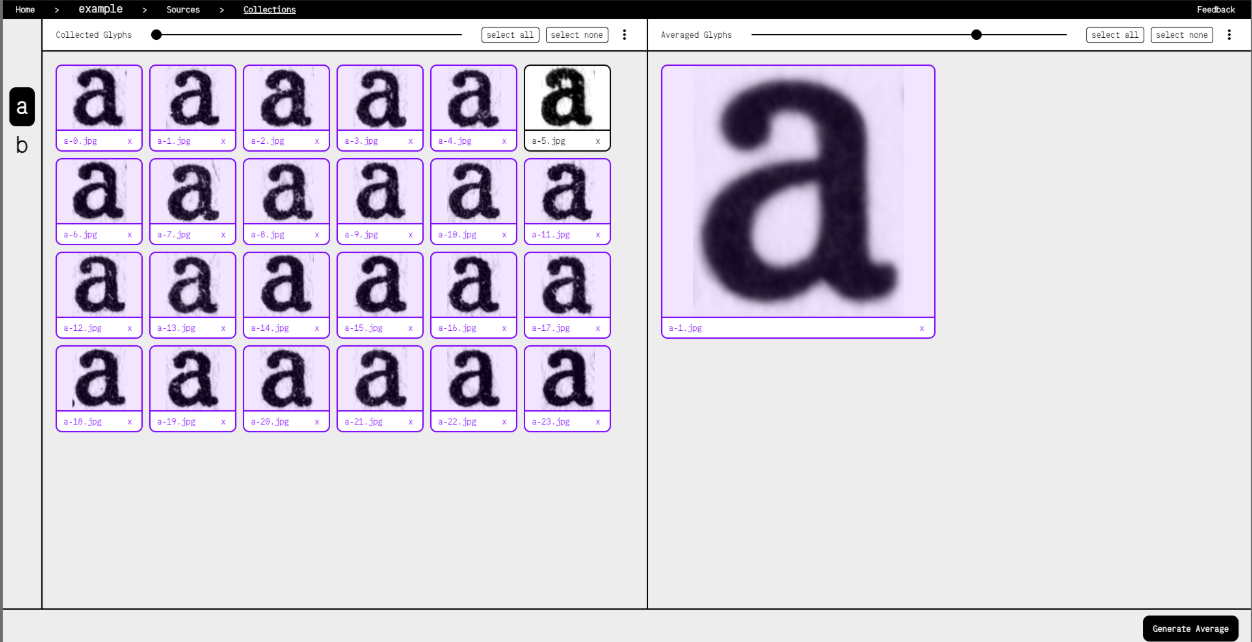 Home > example > Sources > Collections Feedback
Collected Glyphs select all select none
Averaged Glyphs select all select none
a
b
a a a a a a
a-0.jpg x a-1.jpg x a-2.jpg x a-3.jpg x a-4.jpg x a-5.jpg x
a a a a a a
a-6.jpg x a-7.jpg x a-8.jpg x a-9.jpg x a-10.jpg x a-11.jpg x
a a a a a a
a-12.jpg x a-13.jpg x a-14.jpg x a-15.jpg x a-16.jpg x a-17.jpg x
a a a a a a
a-18.jpg x a-19.jpg x a-20.jpg x a-21.jpg x a-22.jpg x a-23.jpg x
a
a-1.jpg x
Generate Average